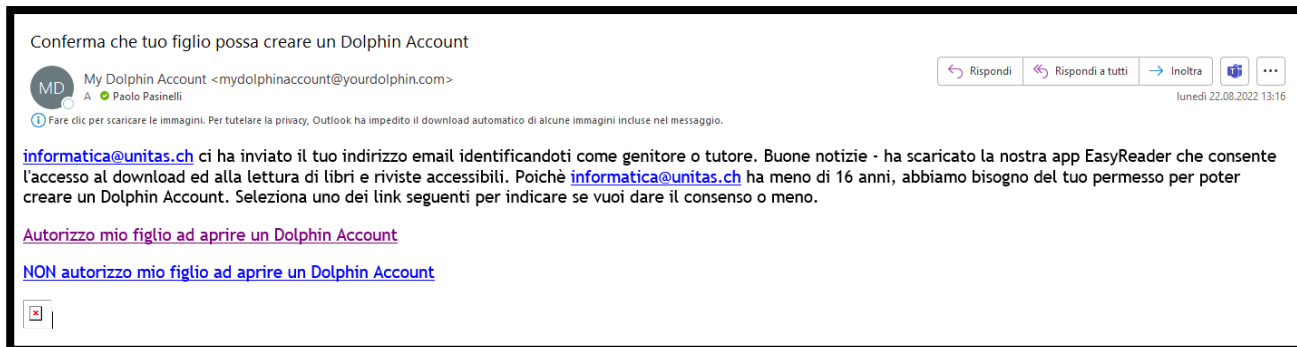 Conferma che tuo figlio possa creare un Dolphin Account
MD
My Dolphin Account <mydolphinaccount@yourdolphin.com>
A Paolo Pasinelli
Rispondi
Rispondi a tutti
Inoltra
lunedì 22.08.2022 13:16
Fare clic per scaricare le immagini. Per tutelare la privacy, Outlook ha impedito il download automatico di alcune immagini incluse nel messaggio.
informatica@unitas.ch ci ha inviato il tuo indirizzo email identificandoti come genitore o tutore. Buone notizie - ha scaricato la nostra app EasyReader che consente
l'accesso al download ed alla lettura di libri e riviste accessibili. Poichè informatica@unitas.ch ha meno di 16 anni, abbiamo bisogno del tuo permesso per poter
creare un Dolphin Account. Seleziona uno dei link seguenti per indicare se vuoi dare il consenso o meno.
Autorizzo mio figlio ad aprire un Dolphin Account
NON autorizzo mio figlio ad aprire un Dolphin Account